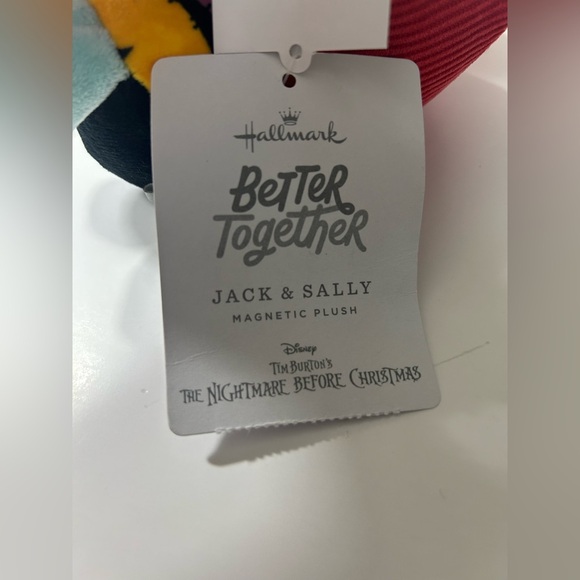 Hallmark
BETTER
Together
JACK & SALLY
MAGNETIC PLUSH
Disney
TIM BURTON'S
THE NIGHTMARE BEFORE CHRISTMAS